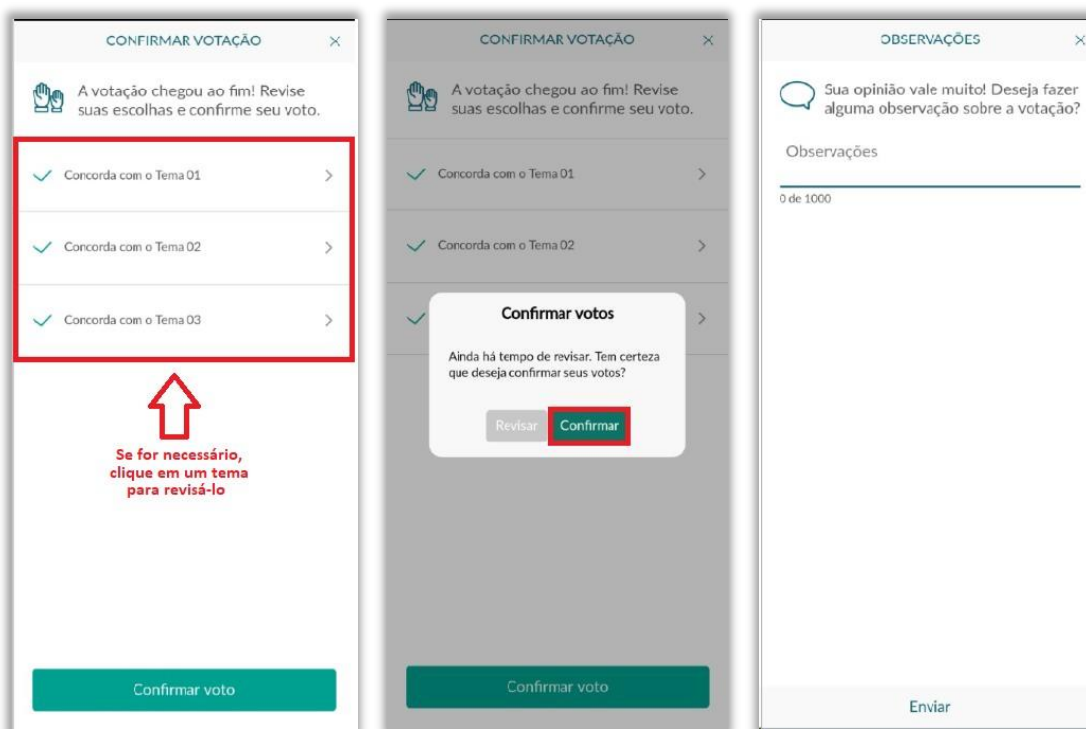 CONFIRMAR VOTAÇÃO
A votação chegou ao fim! Revise
suas escolhas e confirme seu voto.
Concorda com o Tema 01
Concorda com o Tema 02
Concorda com o Tema 03
Se for necessário,
clique em um tema
para revisá-lo
Confirmar voto
CONFIRMAR VOTAÇÃO
A votação chegou ao fim! Revise
suas escolhas e confirme seu voto.
Concorda com o Tema 01
Concorda com o Tema 02
Confirmar votos
Ainda há tempo de revisar. Tem certeza
que deseja confirmar seus votos?
Revisar Confirmar
Confirmar voto
OBSERVAÇÕES
Sua opinião vale muito! Deseja fazer
alguma observação sobre a votação?
Observações
0 de 1000
Enviar